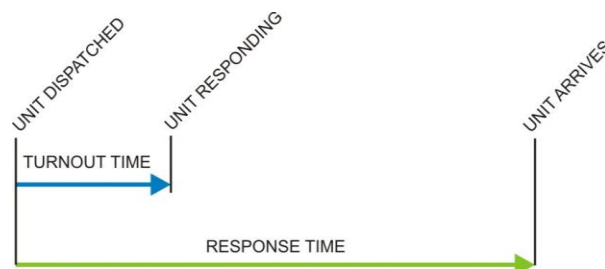 UNIT DISPATCHED
UNIT RESPONDING
UNIT ARRIVES
TURNOUT TIME
RESPONSE TIME